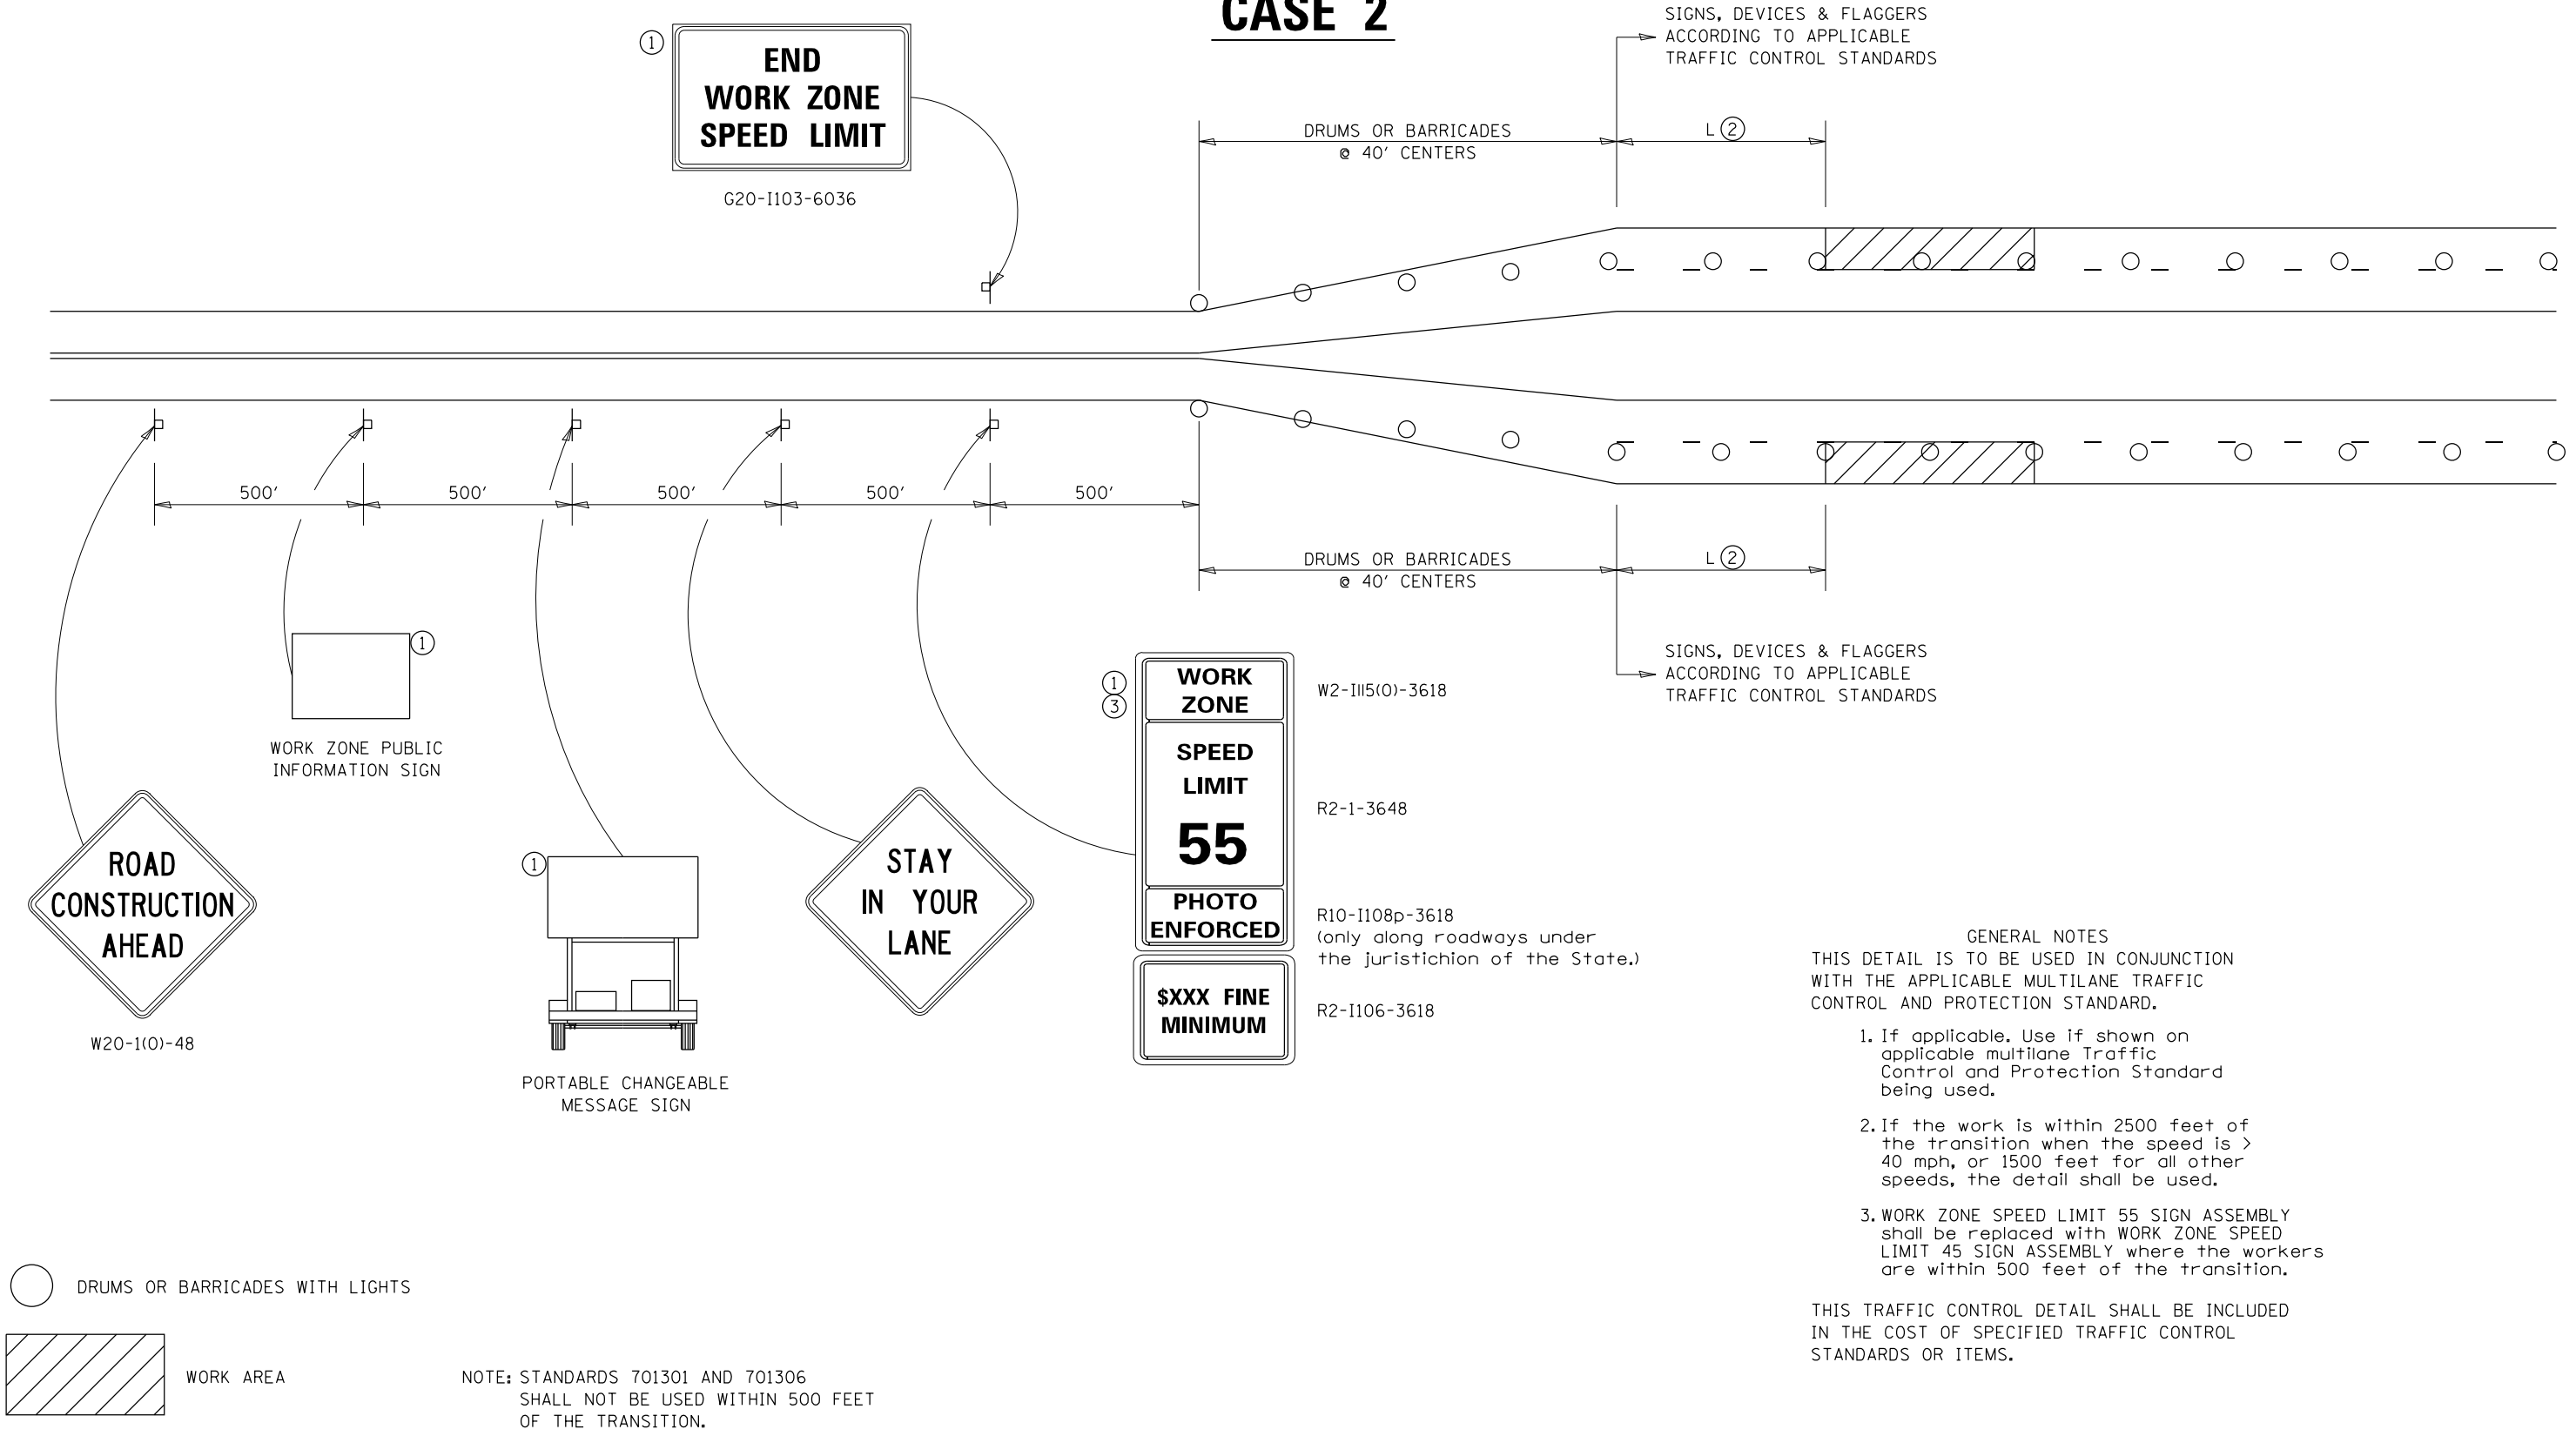 CASE 2
SIGNS, DEVICES & FLAGGERS
ACCORDING TO APPLICABLE
TRAFFIC CONTROL STANDARDS
1
END
WORK ZONE
SPEED LIMIT
G20-I103-6036
DRUMS OR BARRICADES
@ 40' CENTERS
L 2
500'
500'
500'
500'
500'
DRUMS OR BARRICADES
@ 40' CENTERS
L 2
SIGNS, DEVICES & FLAGGERS
ACCORDING TO APPLICABLE
TRAFFIC CONTROL STANDARDS
1
WORK ZONE PUBLIC
INFORMATION SIGN
ROAD
CONSTRUCTION
AHEAD
W20-1(O)-48
1
PORTABLE CHANGEABLE
MESSAGE SIGN
STAY
IN YOUR
LANE
1
3
WORK
ZONE
W2-I115(O)-3618
SPEED
LIMIT
55
R2-1-3648
PHOTO
ENFORCED
R10-I108p-3618
(only along roadways under
the juristichion of the State.)
$XXX FINE
MINIMUM
R2-I106-3618
GENERAL NOTES
THIS DETAIL IS TO BE USED IN CONJUNCTION
WITH THE APPLICABLE MULTILANE TRAFFIC
CONTROL AND PROTECTION STANDARD.
1. If applicable. Use if shown on
applicable multilane Traffic
Control and Protection Standard
being used.
2. If the work is within 2500 feet of
the transition when the speed is >
40 mph, or 1500 feet for all other
speeds, the detail shall be used.
3. WORK ZONE SPEED LIMIT 55 SIGN ASSEMBLY
shall be replaced with WORK ZONE SPEED
LIMIT 45 SIGN ASSEMBLY where the workers
are within 500 feet of the transition.
THIS TRAFFIC CONTROL DETAIL SHALL BE INCLUDED
IN THE COST OF SPECIFIED TRAFFIC CONTROL
STANDARDS OR ITEMS.
DRUMS OR BARRICADES WITH LIGHTS
WORK AREA
NOTE: STANDARDS 701301 AND 701306
SHALL NOT BE USED WITHIN 500 FEET
OF THE TRANSITION.